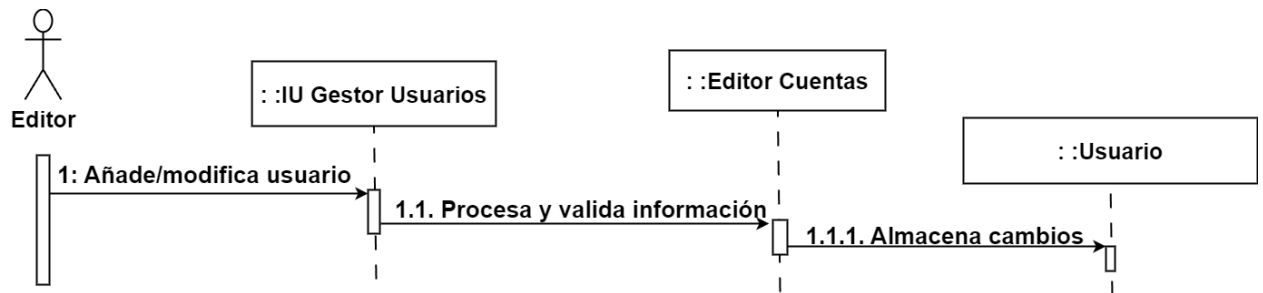 Editor
: :IU Gestor Usuarios
: :Editor Cuentas
: :Usuario
1: Añade/modifica usuario
1.1. Procesa y valida información
1.1.1. Almacena cambios